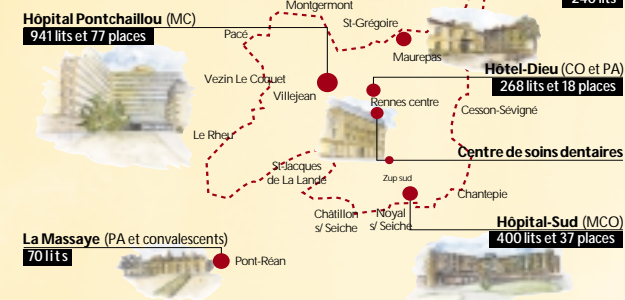 Montgermont
240 lits
Hôpital Pontchaillou (MC)
941 lits et 77 places
St-Grégoire
Pacé
Maurepas
Hôtel-Dieu (CO et PA)
268 lits et 18 places
Vezin Le Coquet
Villejean
Rennes centre
Cesson-Sévigné
Le Rheu
Centre de soins dentaires
St-Jacques
de La Lande
Zup sud
Chantepie
Châtillon
s/ Seiche
Noyal
s/ Seiche
Hôpital-Sud (MCO)
400 lits et 37 places
La Massaye (PA et convalescents)
70 lits
Pont-Réan